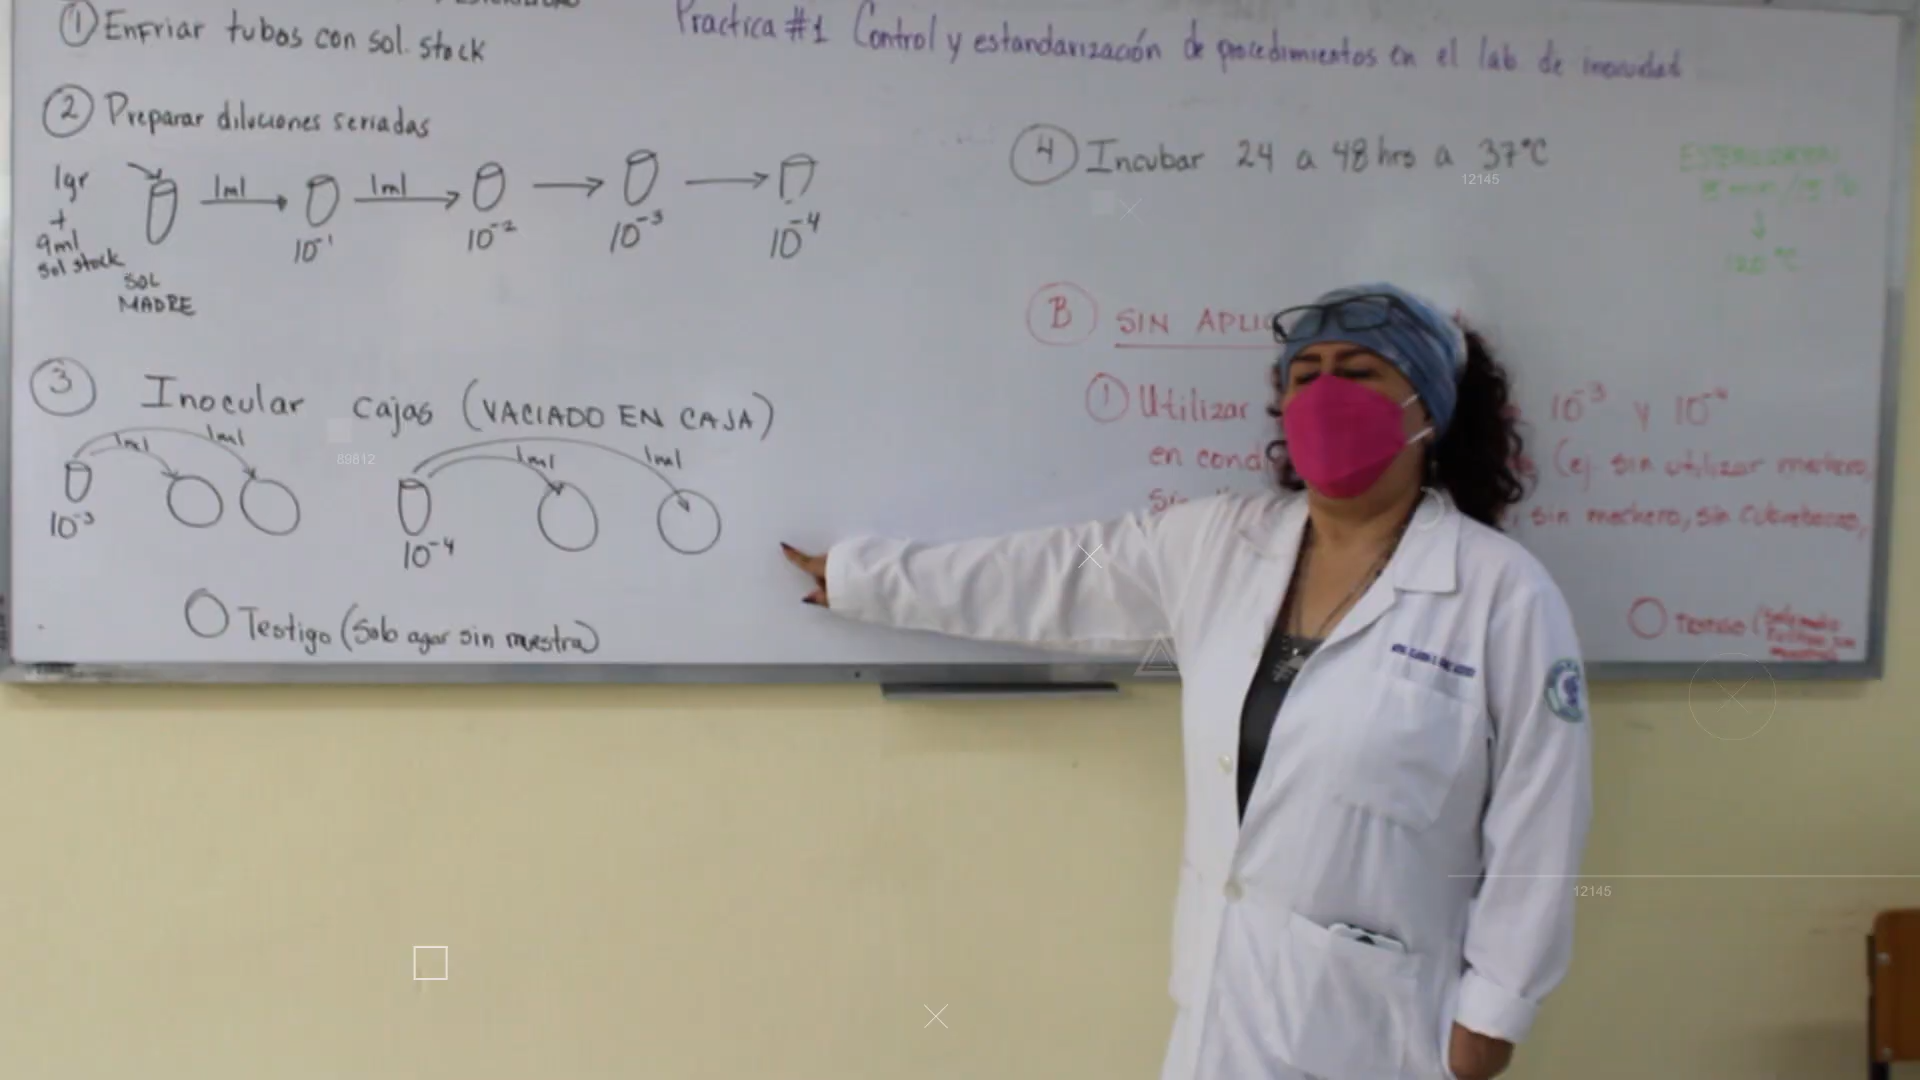 ① Enfriar tubos con sol. stock
Practica #1 Control y estandarización de procedimientos en el lab de inocuidad
② Preparar diluciones seriadas
1gr
+
9ml
sol stock
SOL
MADRE
1ml
1ml
10⁻¹
10⁻²
10⁻³
10⁻⁴
③ Inocular cajas (VACIADO EN CAJA)
1ml
1ml
1ml
1ml
10⁻³
10⁻⁴
Testigo (Solo agar sin muestra)
④ Incubar 24 a 48 hrs a 37°C
12145
120 °C
Ⓑ SIN
① Utilizar 10⁻³ y 10⁻⁴
en (ej sin utilizar mechero,
sin mechero, sin cubrebocas,
89812
12145